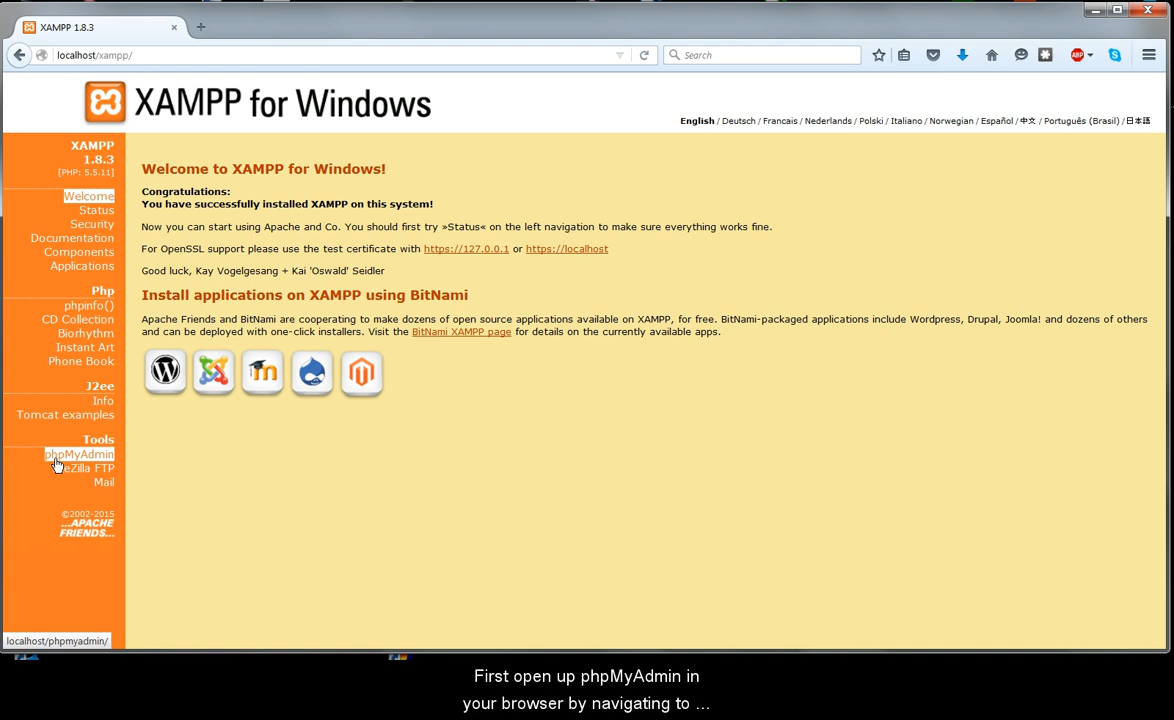 XAMPP 1.8.3
localhost/xampp/
Search
ABP
XAMPP for Windows
English / Deutsch / Francais / Nederlands / Polski / Italiano / Norwegian / Español / 中文 / Português (Brasil) / 日本語
XAMPP
1.8.3
[PHP: 5.5.11]
Welcome
Status
Security
Documentation
Components
Applications
Php
phpinfo()
CD Collection
Biorhythm
Instant Art
Phone Book
J2ee
Info
Tomcat examples
Tools
phpMyAdmin
eZilla FTP
Mail
©2002-2015
...APACHE
FRIENDS...
Welcome to XAMPP for Windows!
Congratulations:
You have successfully installed XAMPP on this system!
Now you can start using Apache and Co. You should first try »Status« on the left navigation to make sure everything works fine.
For OpenSSL support please use the test certificate with https://127.0.0.1 or https://localhost
Good luck, Kay Vogelgesang + Kai 'Oswald' Seidler
Install applications on XAMPP using BitNami
Apache Friends and BitNami are cooperating to make dozens of open source applications available on XAMPP, for free. BitNami-packaged applications include Wordpress, Drupal, Joomla! and dozens of others
and can be deployed with one-click installers. Visit the BitNami XAMPP page for details on the currently available apps.
localhost/phpmyadmin/
First open up phpMyAdmin in
your browser by navigating to ...